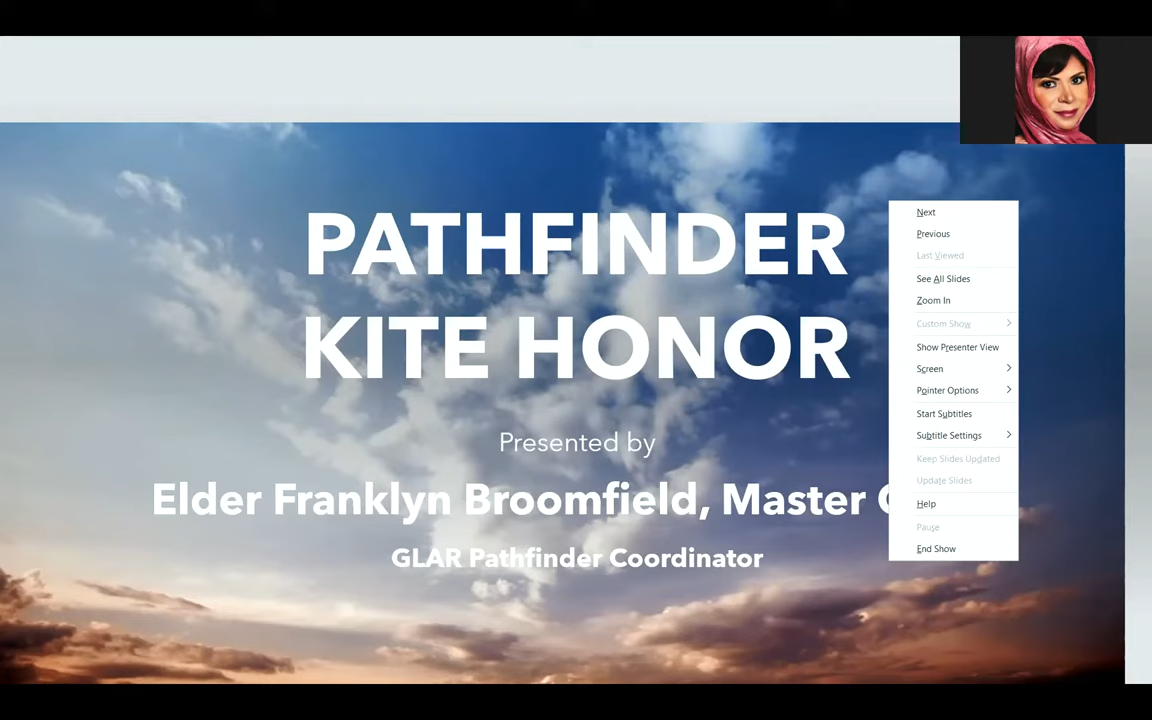 PATHFINDER
KITE HONOR
Presented by
Elder Franklyn Broomfield, Master
GLAR Pathfinder Coordinator
Next
Previous
Last Viewed
See All Slides
Zoom In
Custom Show
Show Presenter View
Screen
Pointer Options
Start Subtitles
Subtitle Settings
Keep Slides Updated
Update Slides
Help
Pause
End Show